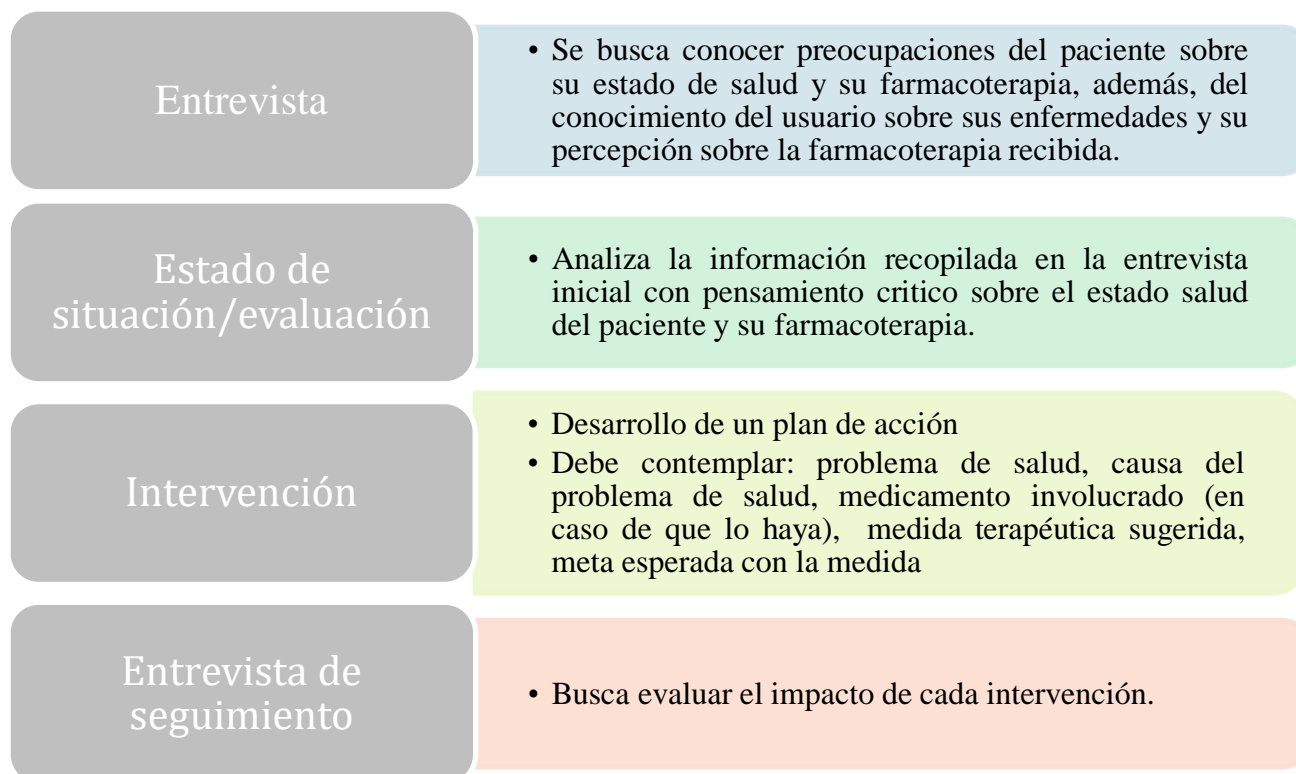 Entrevista
• Se busca conocer preocupaciones del paciente sobre
su estado de salud y su farmacoterapia, además, del
conocimiento del usuario sobre sus enfermedades y su
percepción sobre la farmacoterapia recibida.
Estado de
situación/evaluación
• Analiza la información recopilada en la entrevista
inicial con pensamiento critico sobre el estado salud
del paciente y su farmacoterapia.
Intervención
• Desarrollo de un plan de acción
• Debe contemplar: problema de salud, causa del
problema de salud, medicamento involucrado (en
caso de que lo haya), medida terapéutica sugerida,
meta esperada con la medida
Entrevista de
seguimiento
• Busca evaluar el impacto de cada intervención.